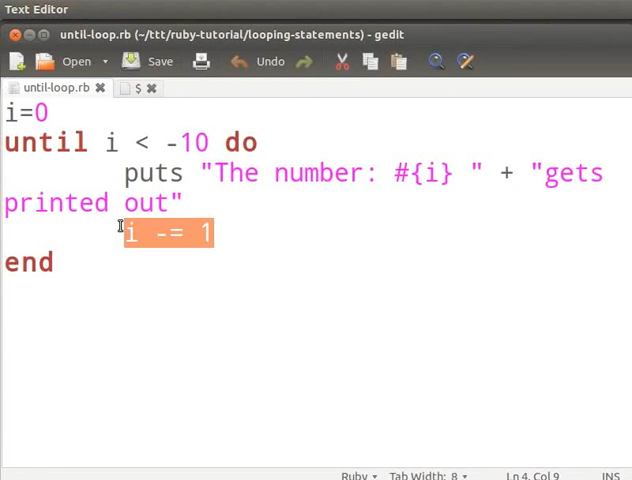 Text Editor
until-loop.rb (~/ttt/ruby-tutorial/looping-statements) - gedit
Open Save Undo
until-loop.rb $
i=0
until i < -10 do
puts "The number: #{i} " + "gets
printed out"
i -= 1
end
Ruby Tab Width: 8 Ln 4, Col 9 INS